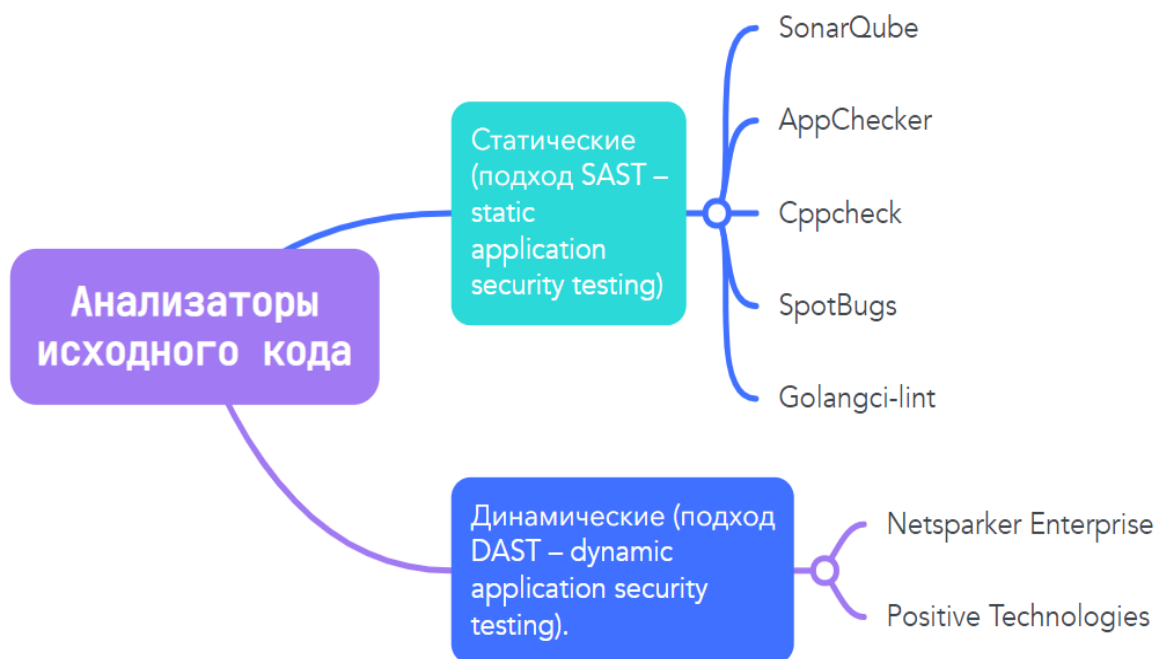 Анализаторы
исходного кода
Статические
(подход SAST –
static
application
security testing)
SonarQube
AppChecker
Cppcheck
SpotBugs
Golangci-lint
Динамические (подход
DAST – dynamic
application security
testing).
Netsparker Enterprise
Positive Technologies